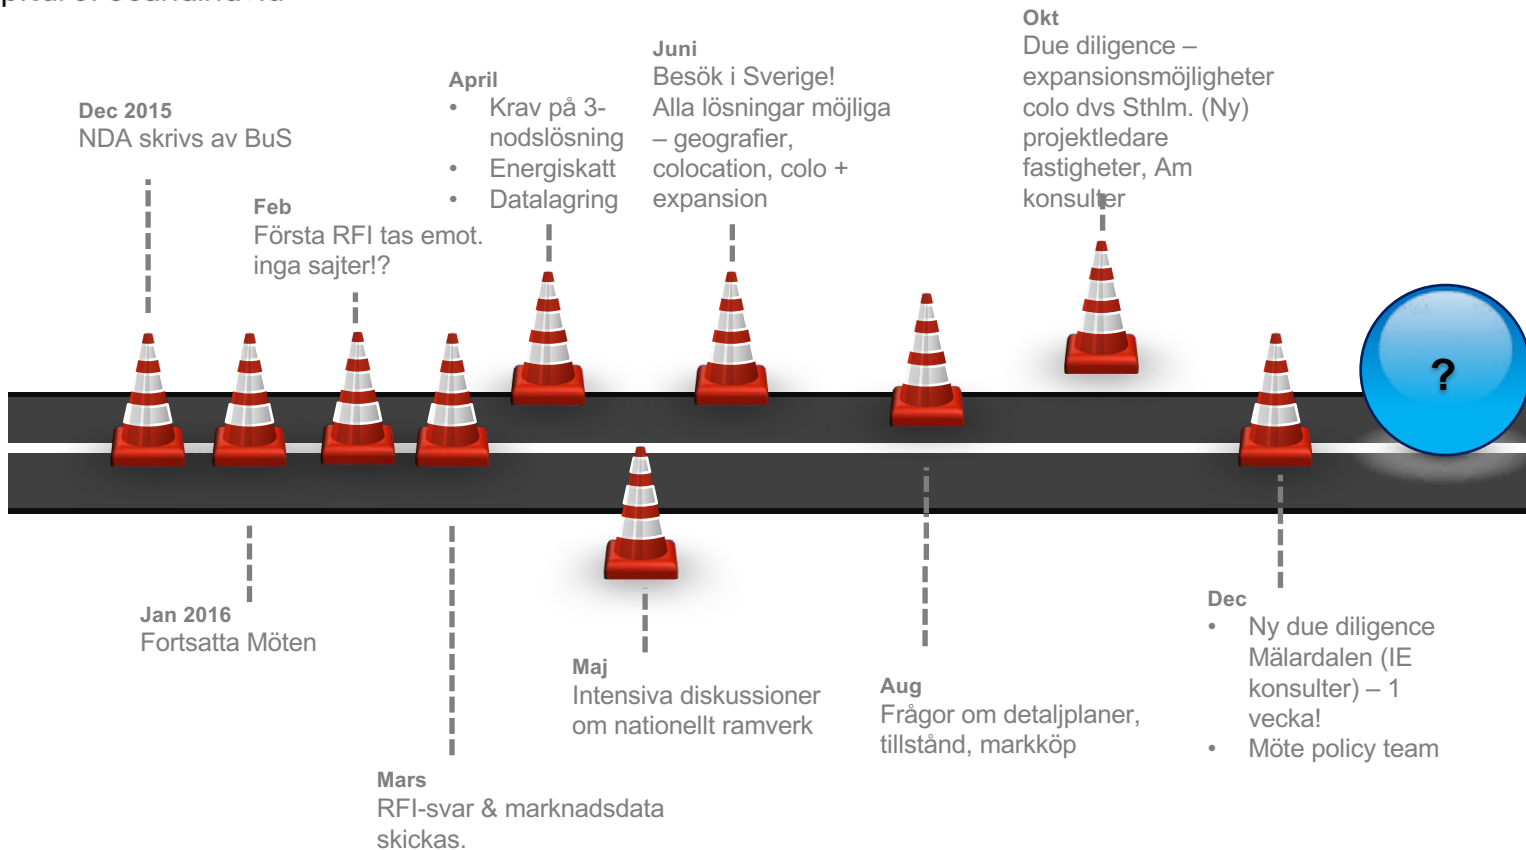 Dec 2015
NDA skrivs av BuS
Jan 2016
Fortsatta Möten
Feb
Första RFI tas emot.
inga sajter!?
Mars
RFI-svar & marknadsdata
skickas.
April
• Krav på 3-
nodslösning
• Energiskatt
• Datalagring
Maj
Intensiva diskussioner
om nationellt ramverk
Juni
Besök i Sverige!
Alla lösningar möjliga
– geografier,
colocation, colo +
expansion
Aug
Frågor om detaljplaner,
tillstånd, markköp
Okt
Due diligence –
expansionsmöjligheter
colo dvs Sthlm. (Ny)
projektledare
fastigheter, Am
konsulter
Dec
• Ny due diligence
Mälardalen (IE
konsulter) – 1
vecka!
• Möte policy team
?